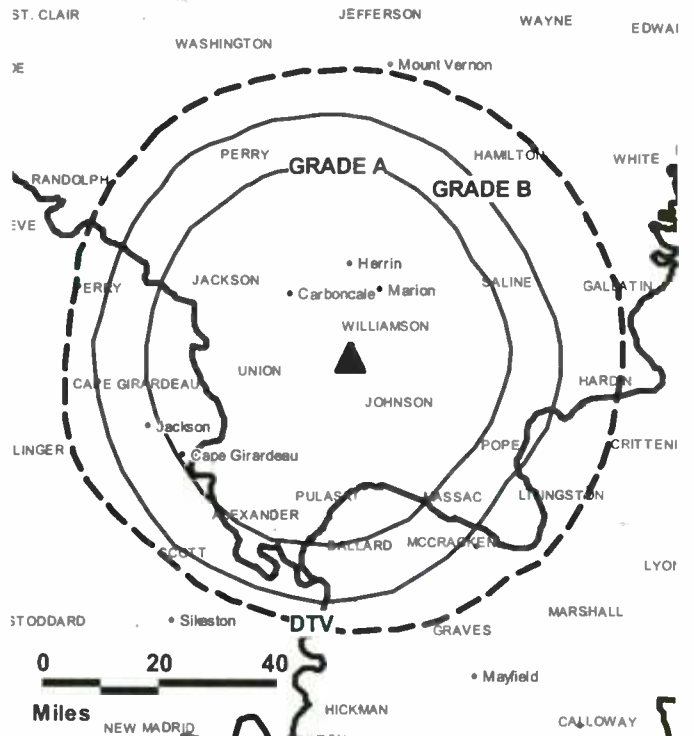 ST. CLAIR
JEFFERSON
WAYNE
WASHINGTON
Mount Vernon
PERRY
GRADE A
HAMILTON
WHITE
RANDOLPH
GRADE B
Herrin
PERRY
JACKSON
Carboncale
Marion
SALINE
GALLATIN
WILLIAMSON
UNION
CAPE GIRARDEAU
HARDIN
JOHNSON
Jackson
Cape Girardeau
LINGER
POPE
CRITTEN
PULASKI
MASSAC
LIVINGSTON
ALEXANDER
SCOTT
BALLARD
MCCRACKEN
LYO
STODDARD
Sikeston
DTV
GRAVES
MARSHALL
0 20 40
Miles
Mayfield
HICKMAN
NEW MADRID
CALLOWAY